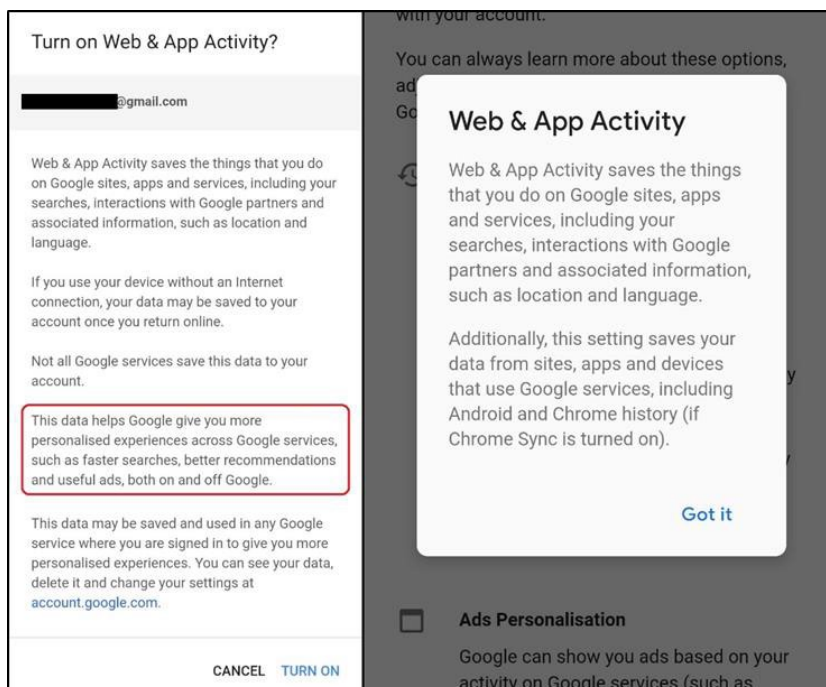 Turn on Web & App Activity?
@gmail.com
Web & App Activity saves the things that you do
on Google sites, apps and services, including your
searches, interactions with Google partners and
associated information, such as location and
language.
If you use your device without an Internet
connection, your data may be saved to your
account once you return online.
Not all Google services save this data to your
account.
This data helps Google give you more
personalised experiences across Google services,
such as faster searches, better recommendations
and useful ads, both on and off Google.
This data may be saved and used in any Google
service where you are signed in to give you more
personalised experiences. You can see your data,
delete it and change your settings at
account.google.com.
CANCEL TURN ON
with your account.
You can always learn more about these options,
ad
Go
Web & App Activity
Web & App Activity saves the things
that you do on Google sites, apps
and services, including your
searches, interactions with Google
partners and associated information,
such as location and language.
Additionally, this setting saves your
data from sites, apps and devices
that use Google services, including
Android and Chrome history (if
Chrome Sync is turned on).
Got it
y
Ads Personalisation
Google can show you ads based on your
activity on Google services (such as